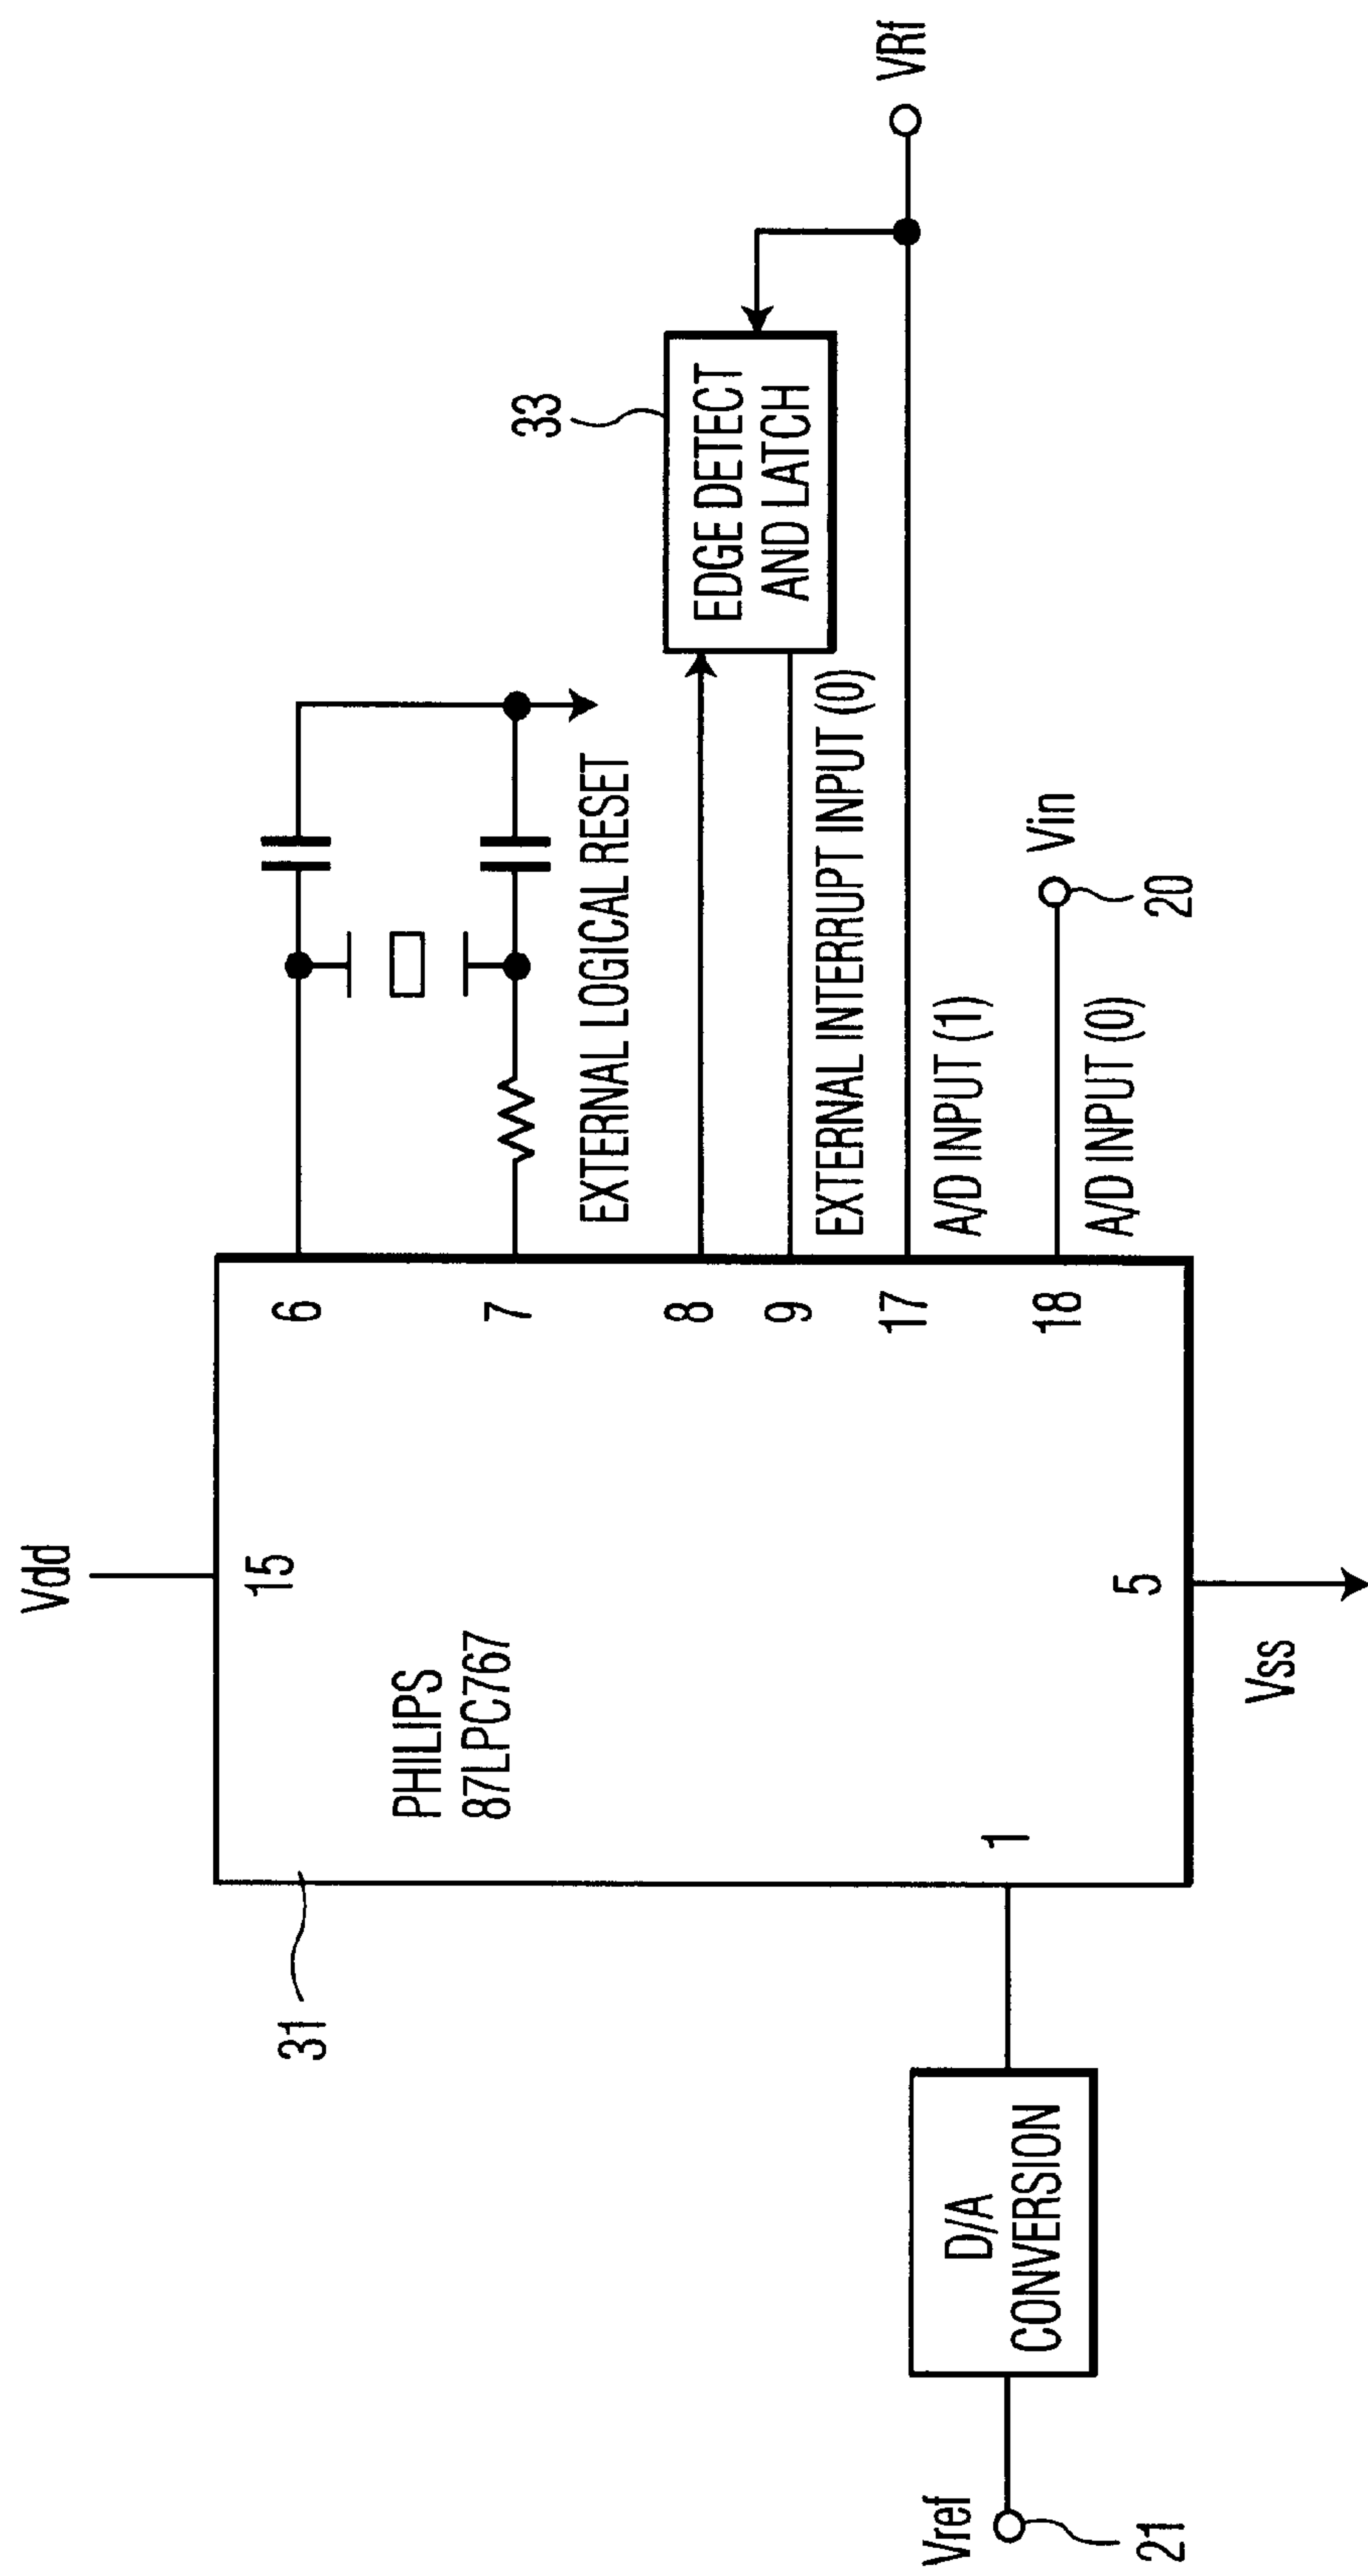 Vdd
15
6
7
8
9
17
18
5
1
PHILIPS
87LPC767
31
33
EDGE DETECT
AND LATCH
VRf
EXTERNAL LOGICAL RESET
EXTERNAL INTERRUPT INPUT (0)
A/D INPUT (1)
A/D INPUT (0)
Vin
20
Vss
D/A
CONVERSION
Vref
21